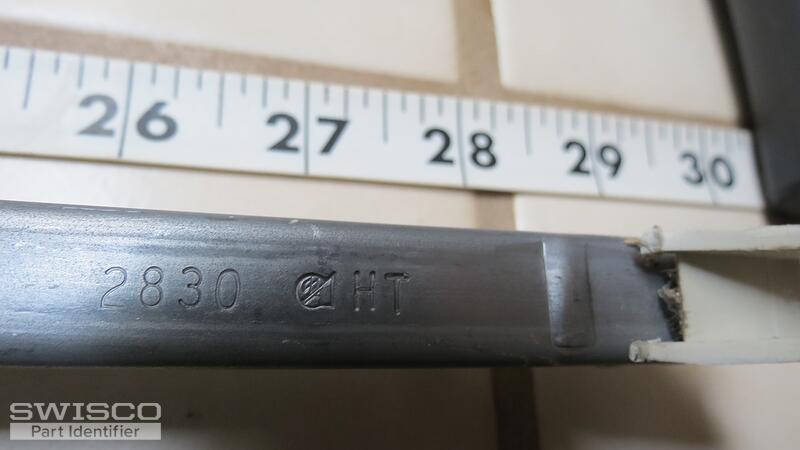 26 27 28 29 30
2830 HT
SWISCO
Part Identifier